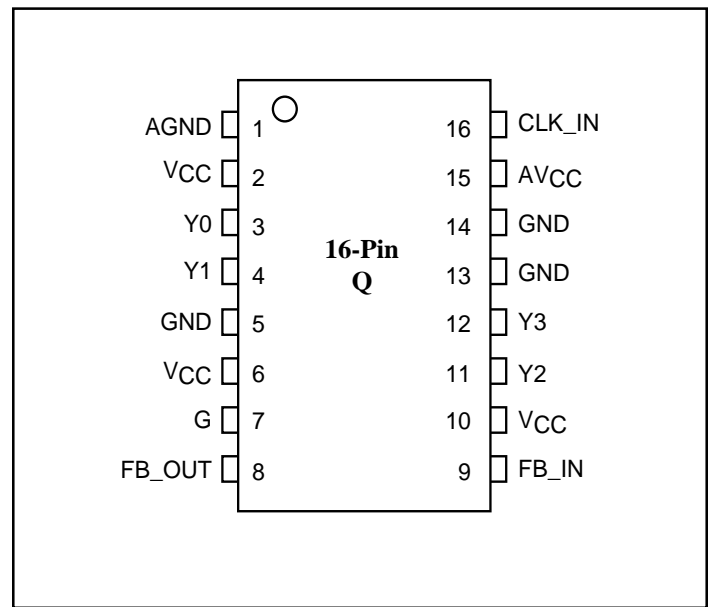 AGND 1 16 CLK_IN
VCC 2 15 AVCC
Y0 3 14 GND
16-Pin
Y1 4 13 GND
Q
GND 5 12 Y3
VCC 6 11 Y2
G 7 10 VCC
FB_OUT 8 9 FB_IN